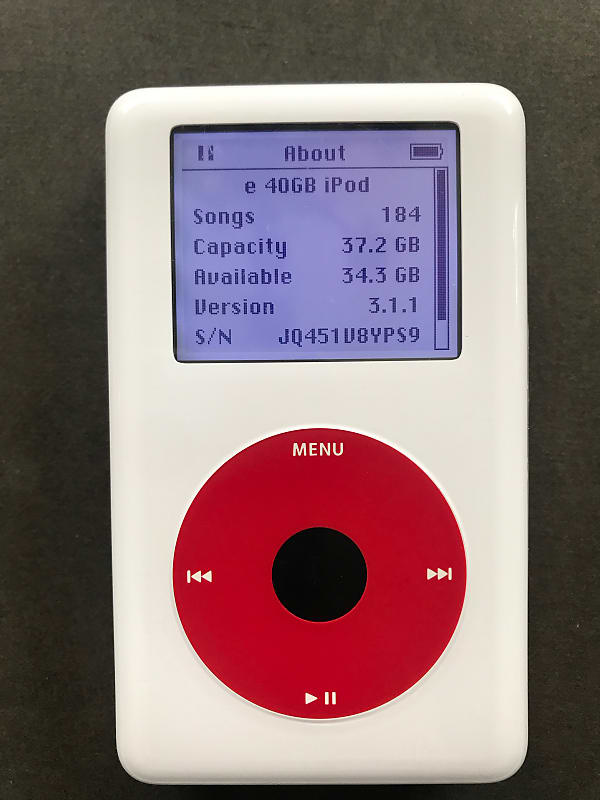 About
e 40GB iPod
Songs 184
Capacity 37.2 GB
Available 34.3 GB
Version 3.1.1
S/N JQ451V8YPS9
MENU